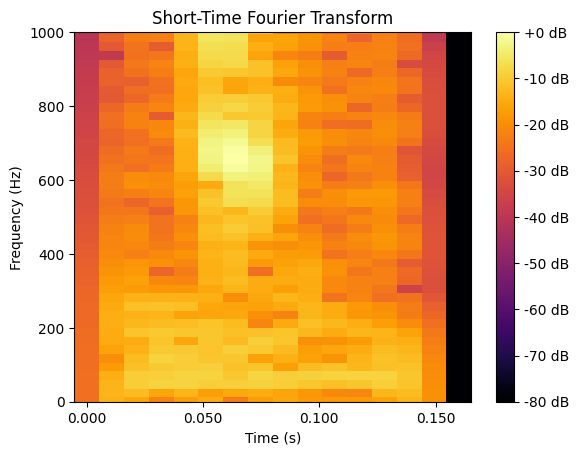 Short-Time Fourier Transform
1000
800
600
400
200
0
Frequency (Hz)
0.000
0.050
0.100
0.150
Time (s)
+0 dB
-10 dB
-20 dB
-30 dB
-40 dB
-50 dB
-60 dB
-70 dB
-80 dB